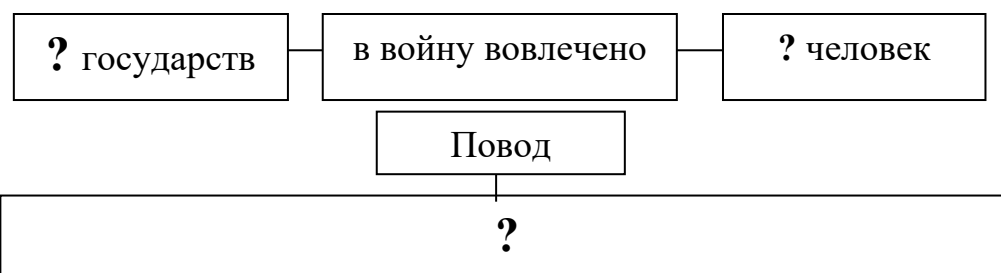 ? государств
в войну вовлечено
? человек
Повод
?